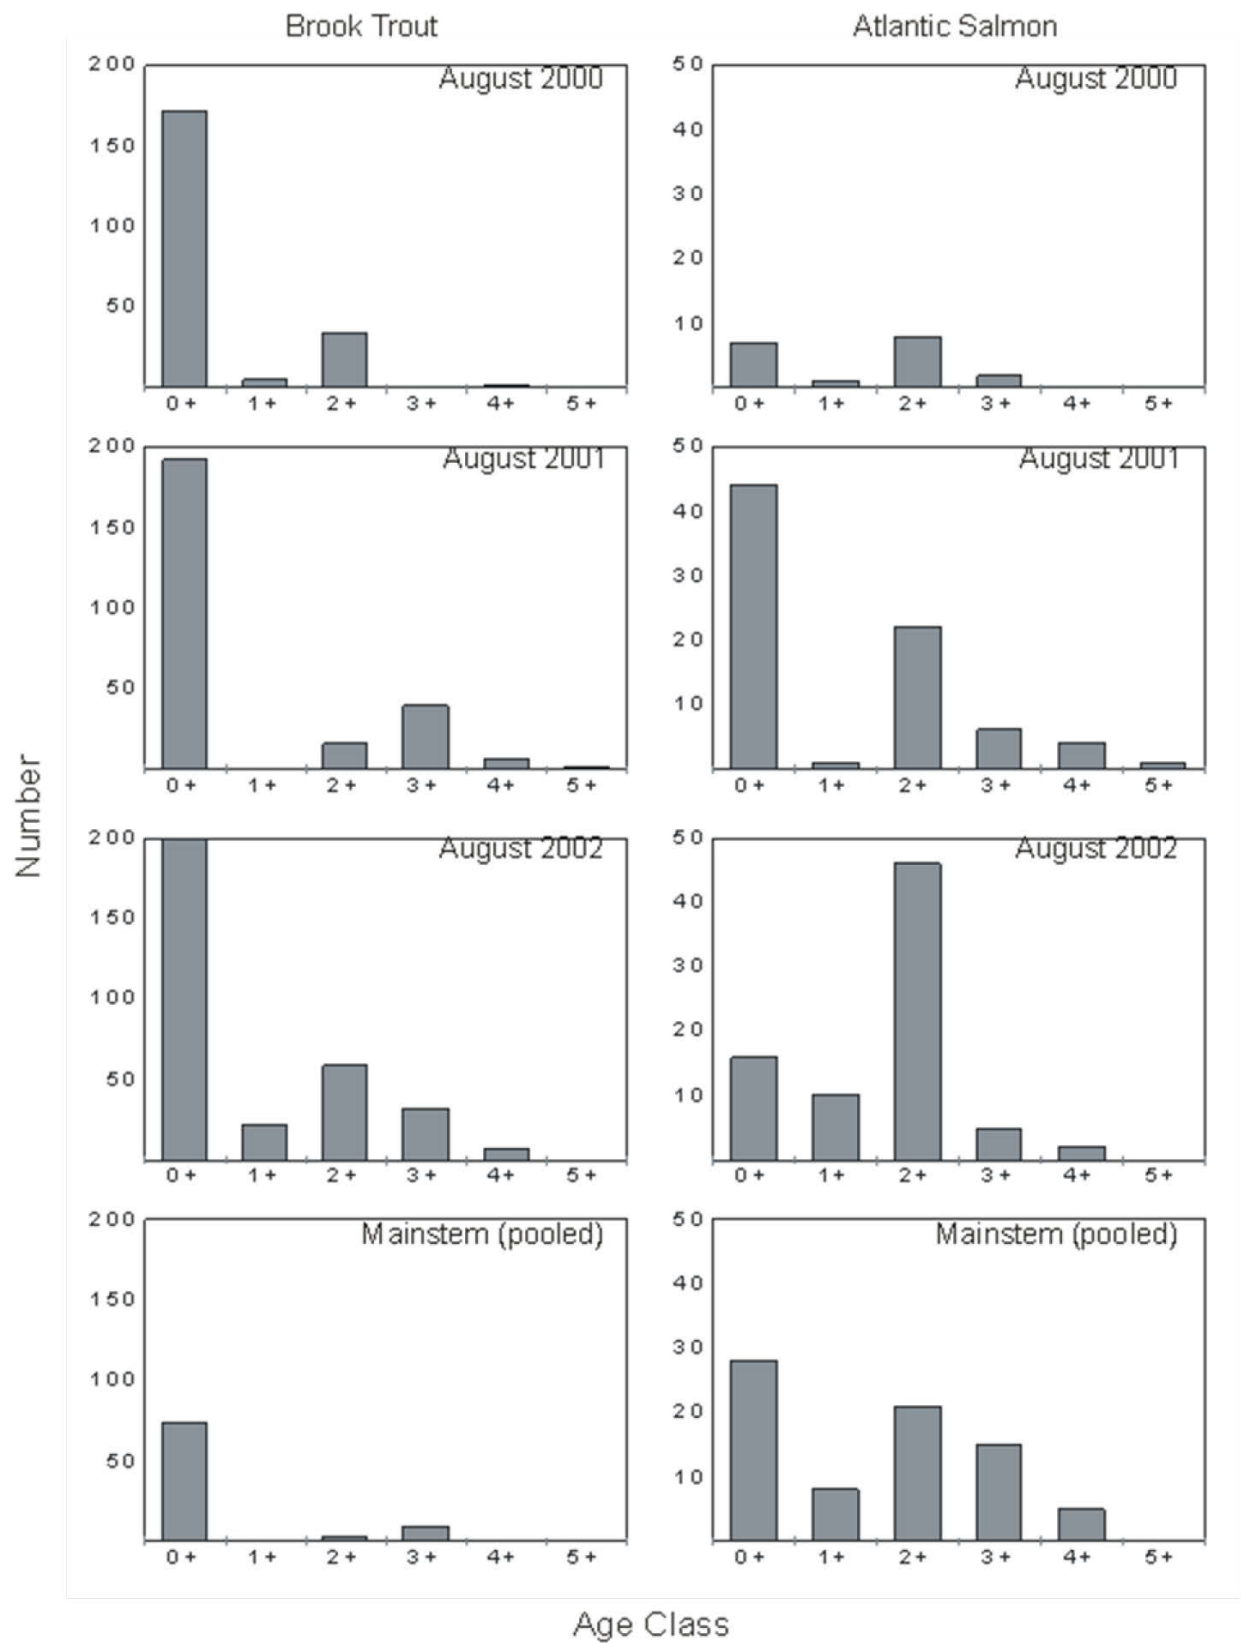 Brook Trout
Atlantic Salmon
August 2000
200
150
100
50
0+ 1+ 2+ 3+ 4+ 5+
August 2000
50
40
30
20
10
0+ 1+ 2+ 3+ 4+ 5+
August 2001
200
150
100
50
0+ 1+ 2+ 3+ 4+ 5+
August 2001
50
40
30
20
10
0+ 1+ 2+ 3+ 4+ 5+
Number
August 2002
200
150
100
50
0+ 1+ 2+ 3+ 4+ 5+
August 2002
50
40
30
20
10
0+ 1+ 2+ 3+ 4+ 5+
Mainstem (pooled)
200
150
100
50
0+ 1+ 2+ 3+ 4+ 5+
Mainstem (pooled)
50
40
30
20
10
0+ 1+ 2+ 3+ 4+ 5+
Age Class